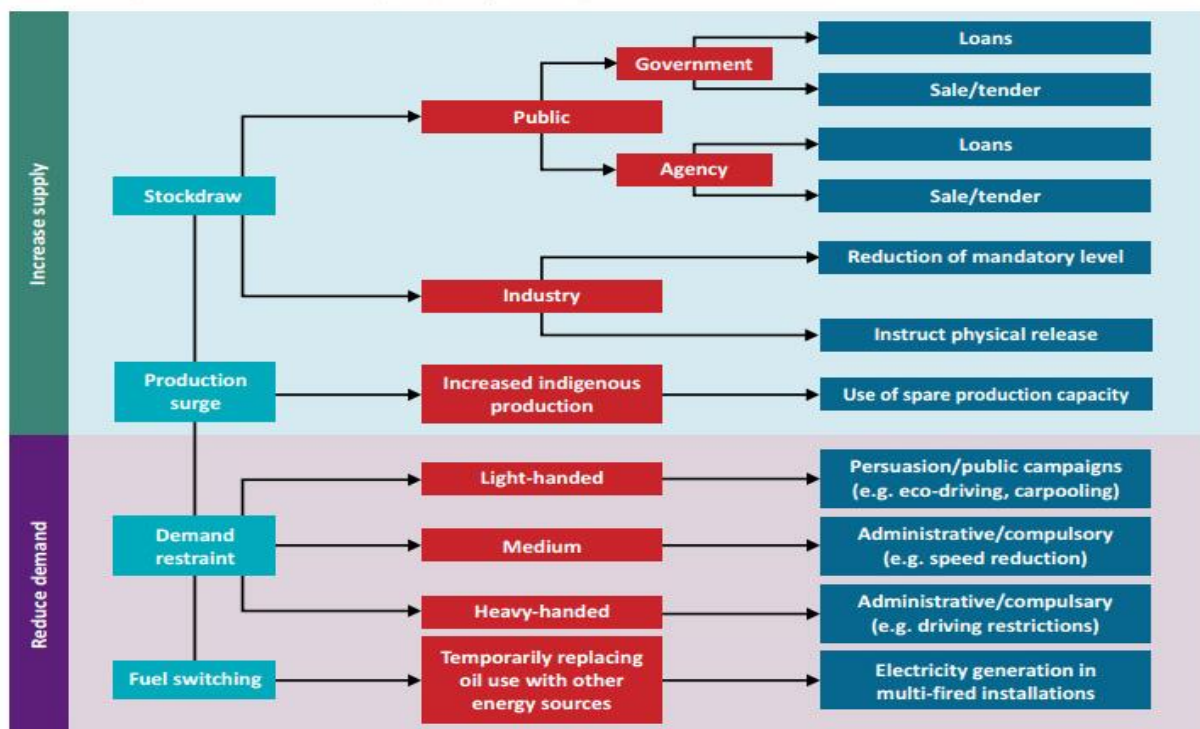 Increase supply
Stockdraw
Public
Government
Loans
Sale/tender
Agency
Loans
Sale/tender
Industry
Reduction of mandatory level
Instruct physical release
Production
surge
Increased indigenous
production
Use of spare production capacity
Reduce demand
Demand
restraint
Light-handed
Persuasion/public campaigns
(e.g. eco-driving, carpooling)
Medium
Administrative/compulsory
(e.g. speed reduction)
Heavy-handed
Administrative/compulsary
(e.g. driving restrictions)
Fuel switching
Temporarily replacing
oil use with other
energy sources
Electricity generation in
multi-fired installations